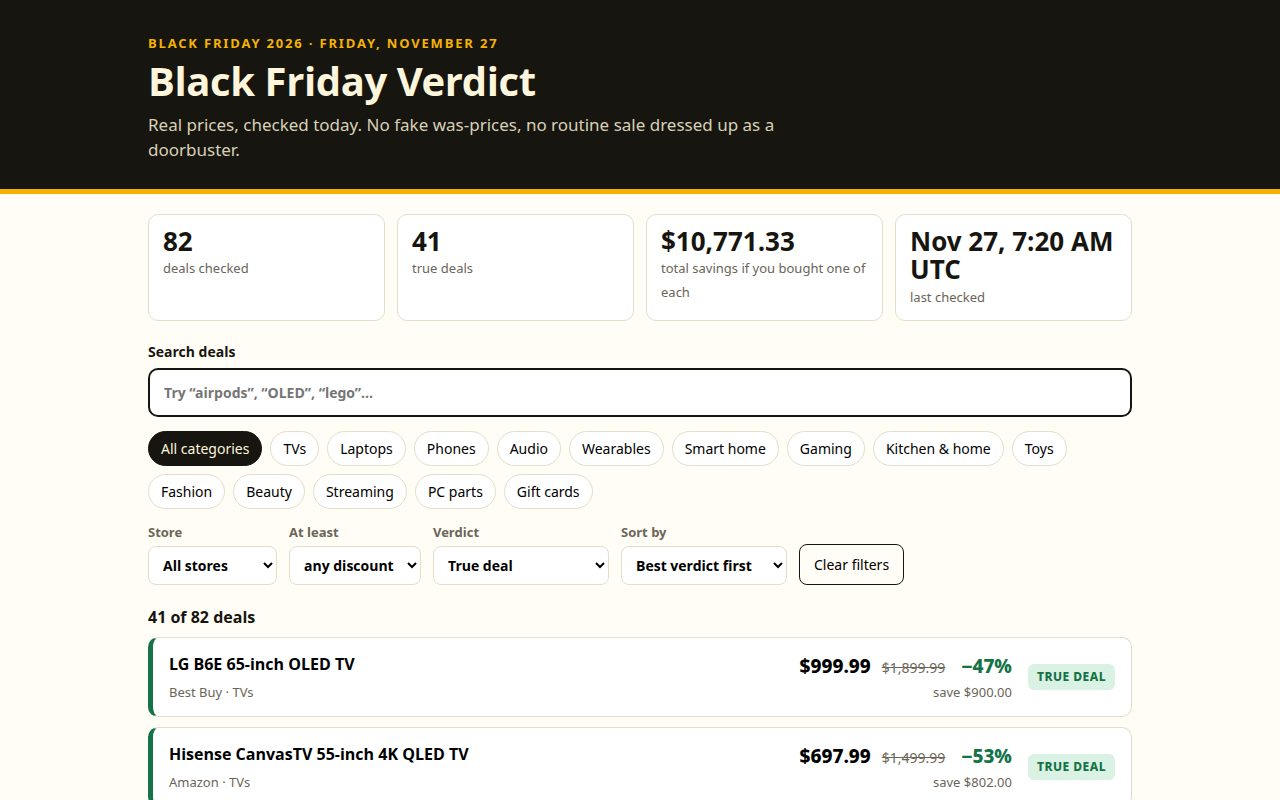 BLACK FRIDAY 2026 · FRIDAY, NOVEMBER 27
Black Friday Verdict
Real prices, checked today. No fake was-prices, no routine sale dressed up as a
doorbuster.
82
deals checked
41
true deals
$10,771.33
total savings if you bought one of
each
Nov 27, 7:20 AM
UTC
last checked
Search deals
Try “airpods”, “OLED”, “lego”…
All categories
TVs
Laptops
Phones
Audio
Wearables
Smart home
Gaming
Kitchen & home
Toys
Fashion
Beauty
Streaming
PC parts
Gift cards
Store
At least
Verdict
Sort by
All stores
any discount
True deal
Best verdict first
Clear filters
41 of 82 deals
LG B6E 65-inch OLED TV
$999.99 $1,899.99 −47%
TRUE DEAL
Best Buy · TVs
save $900.00
Hisense CanvasTV 55-inch 4K QLED TV
$697.99 $1,499.99 −53%
TRUE DEAL
Amazon · TVs
save $802.00